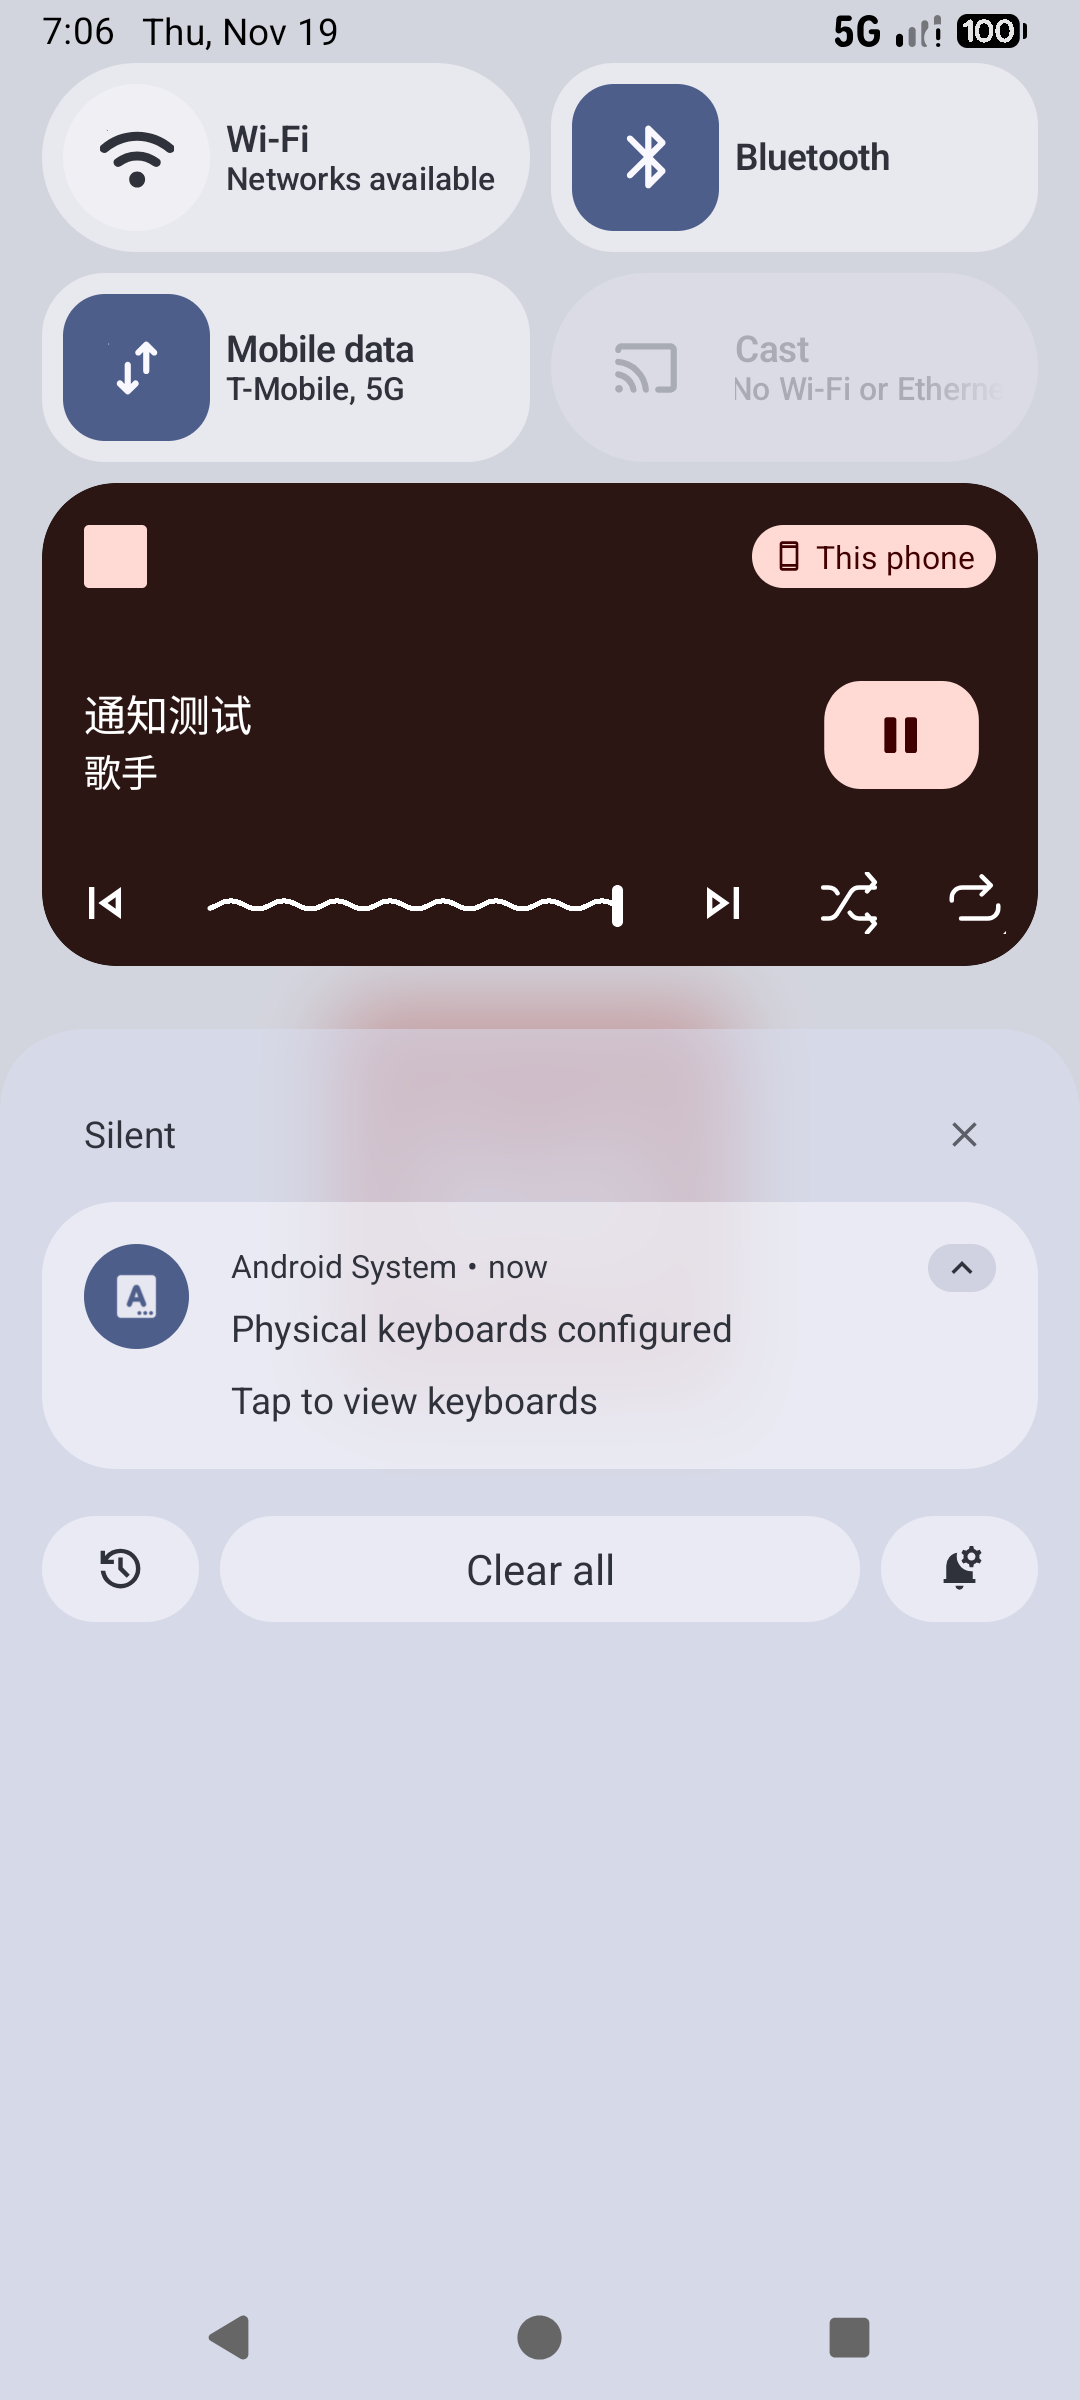 7:06 Thu, Nov 19 5G 100
Wi-Fi
Networks available
Bluetooth
Mobile data
T-Mobile, 5G
Cast
No Wi-Fi or Etherne
This phone
通知测试
歌手
Silent
Android System • now
Physical keyboards configured
Tap to view keyboards
Clear all